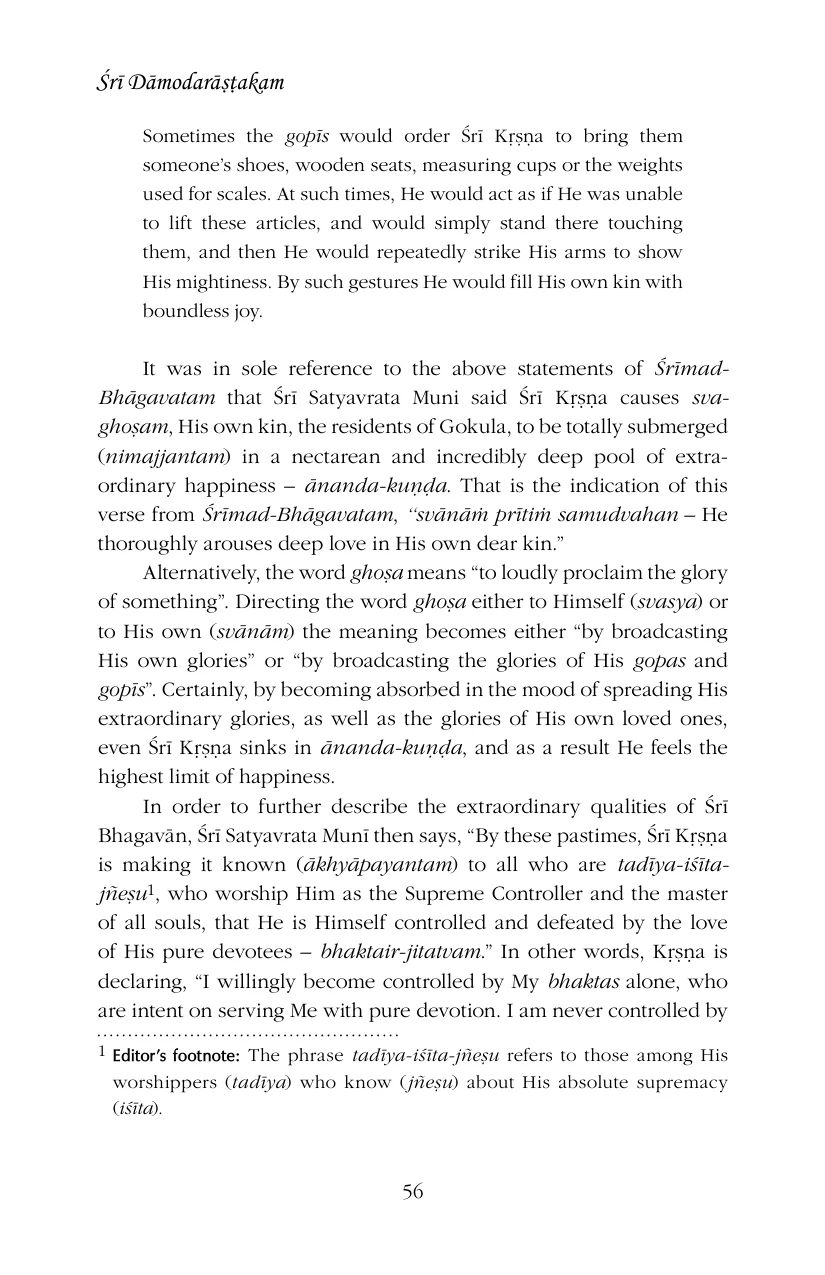 Śrī Dāmodarāṣṭakam
Sometimes the gopīs would order Śrī Kṛṣṇa to bring them
someone's shoes, wooden seats, measuring cups or the weights
used for scales. At such times, He would act as if He was unable
to lift these articles, and would simply stand there touching
them, and then He would repeatedly strike His arms to show
His mightiness. By such gestures He would fill His own kin with
boundless joy.
It was in sole reference to the above statements of Śrīmad-
Bhāgavatam that Śrī Satyavrata Muni said Śrī Kṛṣṇa causes sva-
ghoṣam, His own kin, the residents of Gokula, to be totally submerged
(nimajjantam) in a nectarean and incredibly deep pool of extra-
ordinary happiness – ānanda-kuṇḍa. That is the indication of this
verse from Śrīmad-Bhāgavatam, “svānāṁ prītiṁ samudvahan – He
thoroughly arouses deep love in His own dear kin.”
Alternatively, the word ghoṣa means “to loudly proclaim the glory
of something”. Directing the word ghoṣa either to Himself (svasya) or
to His own (svānām) the meaning becomes either “by broadcasting
His own glories” or “by broadcasting the glories of His gopas and
gopīs”. Certainly, by becoming absorbed in the mood of spreading His
extraordinary glories, as well as the glories of His own loved ones,
even Śrī Kṛṣṇa sinks in ānanda-kuṇḍa, and as a result He feels the
highest limit of happiness.
In order to further describe the extraordinary qualities of Śrī
Bhagavān, Śrī Satyavrata Munī then says, “By these pastimes, Śrī Kṛṣṇa
is making it known (ākhyāpayantam) to all who are tadīya-iśīta-
jñeṣu1, who worship Him as the Supreme Controller and the master
of all souls, that He is Himself controlled and defeated by the love
of His pure devotees – bhaktair-jitatvam.” In other words, Kṛṣṇa is
declaring, “I willingly become controlled by My bhaktas alone, who
are intent on serving Me with pure devotion. I am never controlled by
1 Editor's footnote: The phrase tadīya-iśīta-jñeṣu refers to those among His
worshippers (tadīya) who know (jñeṣu) about His absolute supremacy
(iśīta).
56